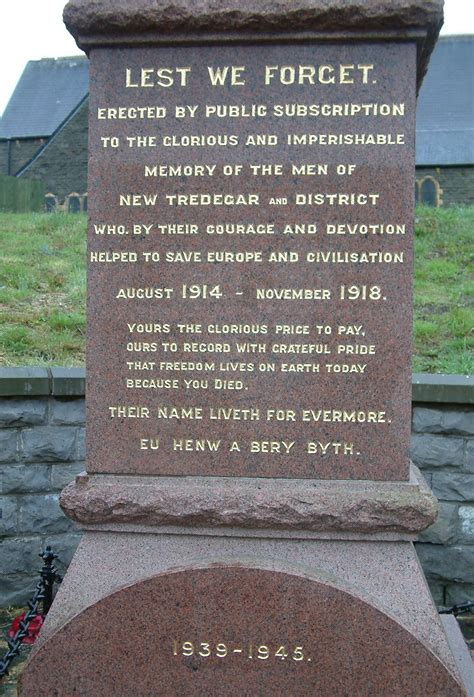 LEST WE FORGET.
ERECTED BY PUBLIC SUBSCRIPTION
TO THE GLORIOUS AND IMPERISHABLE
MEMORY OF THE MEN OF
NEW TREDEGAR AND DISTRICT
WHO, BY THEIR COURAGE AND DEVOTION
HELPED TO SAVE EUROPE AND CIVILISATION
AUGUST 1914 - NOVEMBER 1918.
YOURS THE GLORIOUS PRICE TO PAY,
OURS TO RECORD WITH GRATEFUL PRIDE
THAT FREEDOM LIVES ON EARTH TODAY
BECAUSE YOU DIED.
THEIR NAME LIVETH FOR EVERMORE.
EU HENW A BERY BYTH.
1939-1945.